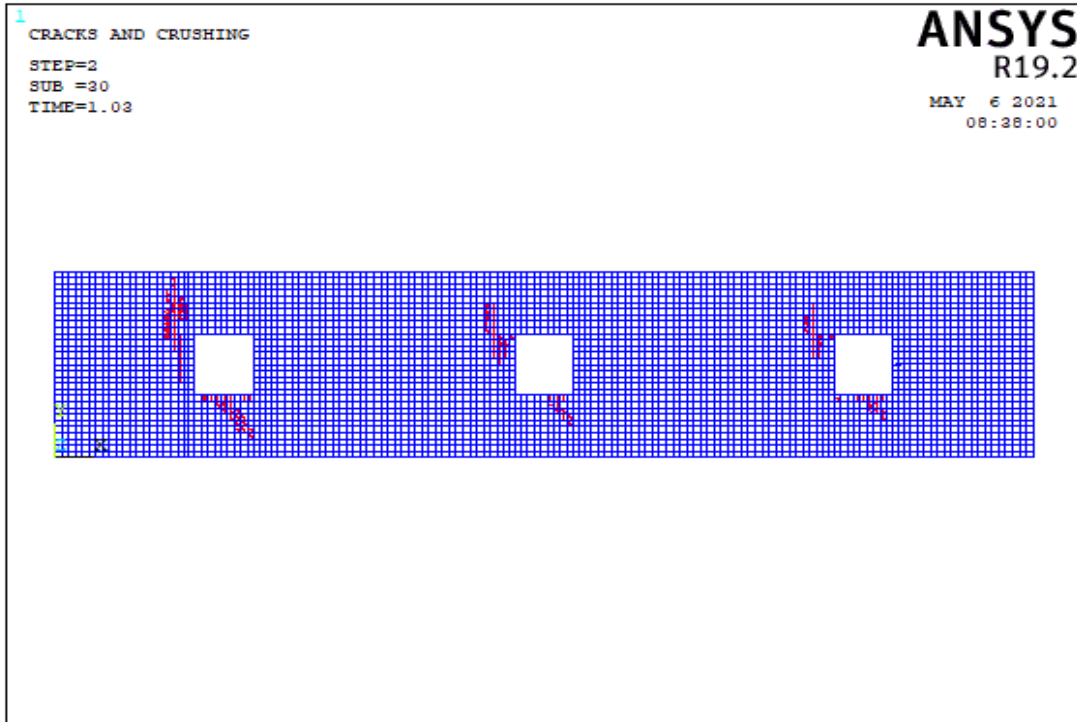 1
CRACKS AND CRUSHING
STEP=2
SUB =30
TIME=1.03
ANSYS
R19.2
MAY  6 2021
08:38:00
Y
Z X